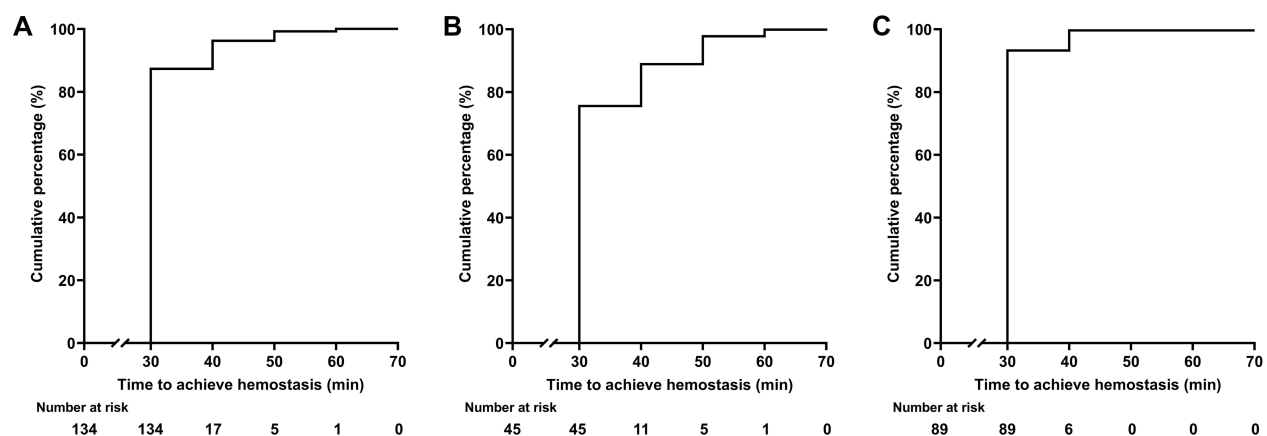 A
100
80
60
40
20
0
Cumulative percentage (%)
0 30 40 50 60 70
Time to achieve hemostasis (min)
Number at risk
134 134 17 5 1 0
B
100
80
60
40
20
0
Cumulative percentage (%)
0 30 40 50 60 70
Time to achieve hemostasis (min)
Number at risk
45 45 11 5 1 0
C
100
80
60
40
20
0
Cumulative percentage (%)
0 30 40 50 60 70
Time to achieve hemostasis (min)
Number at risk
89 89 6 0 0 0